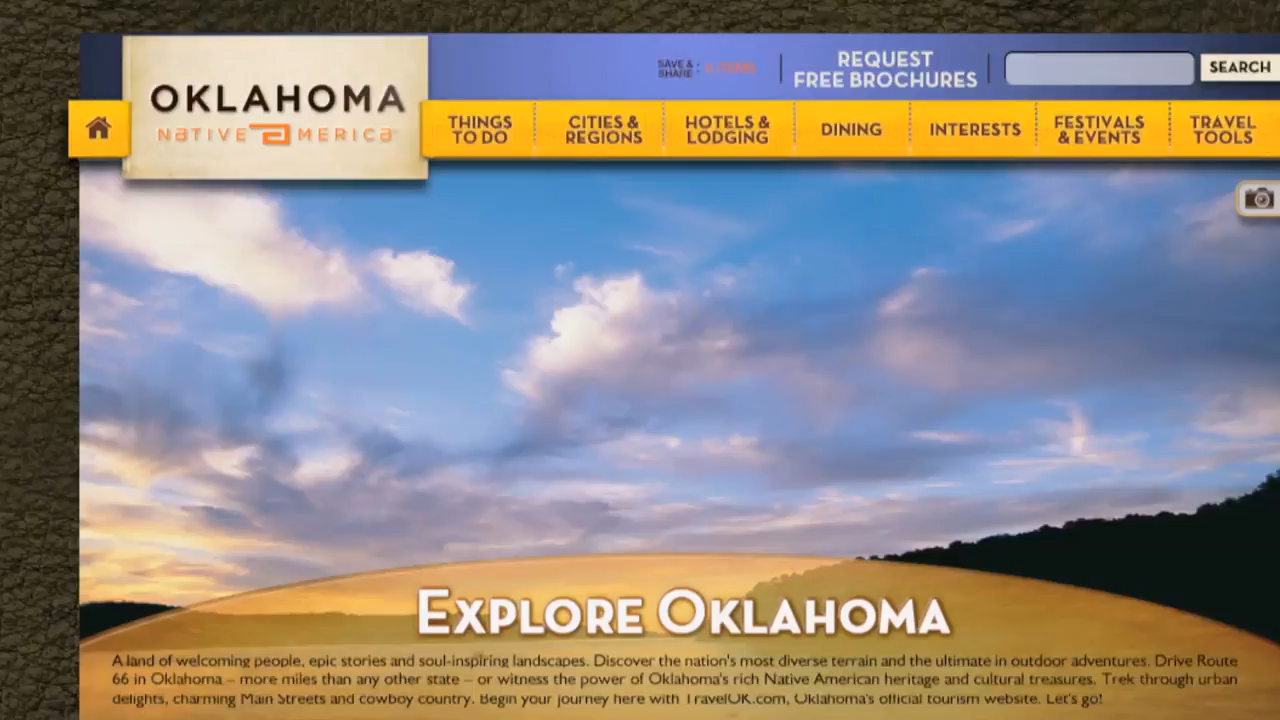 OKLAHOMA
NATIVE AMERICA
SAVE &
SHARE
REQUEST
FREE BROCHURES
SEARCH
THINGS
TO DO
CITIES &
REGIONS
HOTELS &
LODGING
DINING
INTERESTS
FESTIVALS
& EVENTS
TRAVEL
TOOLS
EXPLORE OKLAHOMA
A land of welcoming people, epic stories and soul-inspiring landscapes. Discover the nation's most diverse terrain and the ultimate in outdoor adventures. Drive Route
66 in Oklahoma – more miles than any other state – or witness the power of Oklahoma's rich Native American heritage and cultural treasures. Trek through urban
delights, charming Main Streets and cowboy country. Begin your journey here with TravelOK.com, Oklahoma's official tourism website. Let's go!